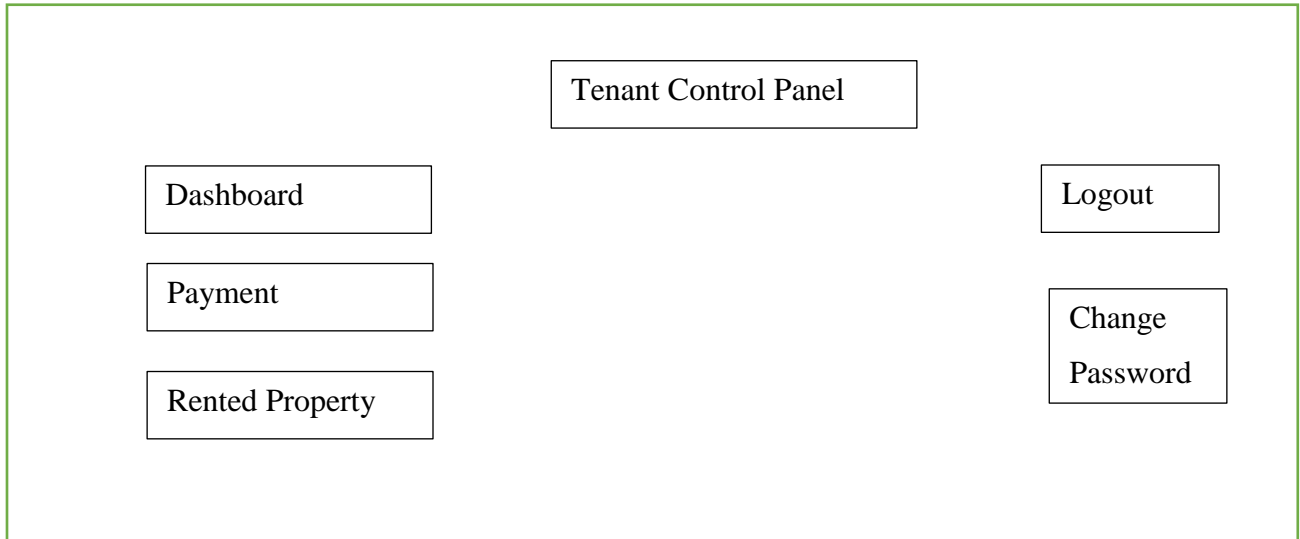 Tenant Control Panel
Dashboard
Logout
Payment
Change
Password
Rented Property